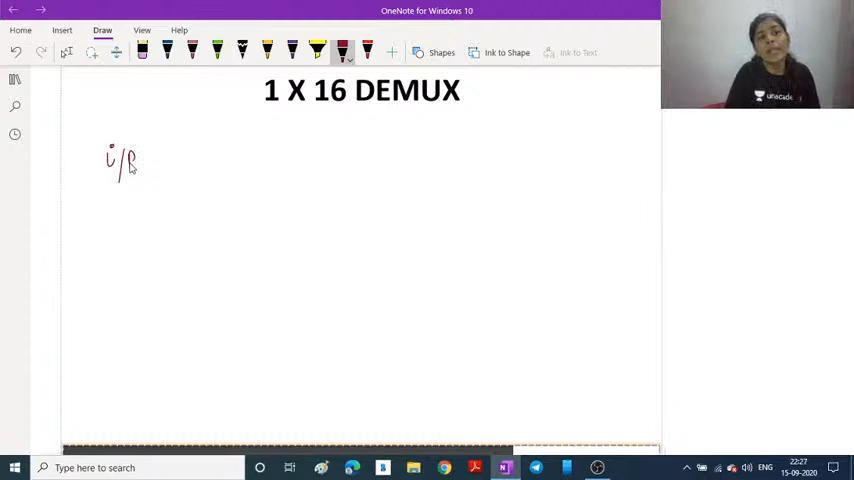 OneNote for Windows 10
Home Insert Draw View Help
Shapes Ink to Shape Ink to Text
unacademy
1 X 16 DEMUX
i/p
Type here to search
ENG
22:27
15-09-2020